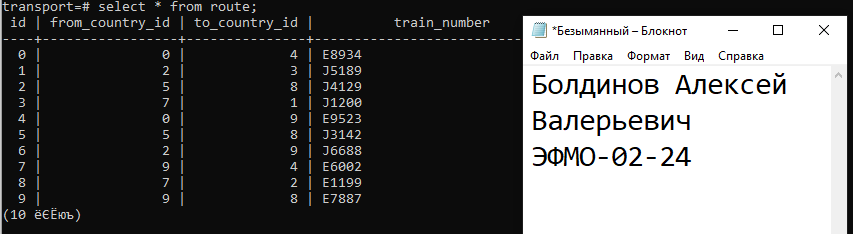 transport=# select * from route;
 id | from_country_id | to_country_id |          train_number
----+-----------------+---------------+--------------------------
  0 |               0 |             4 | E8934
  1 |               2 |             3 | J5189
  2 |               5 |             8 | J4129
  3 |               7 |             1 | J1200
  4 |               0 |             9 | E9523
  5 |               5 |             8 | J3142
  6 |               2 |             9 | J6688
  7 |               9 |             4 | E6002
  8 |               7 |             2 | E1199
  9 |               9 |             8 | E7887
(10 ёЄЁюъ)
*Безымянный – Блокнот
Файл Правка Формат Вид Справка
Болдинов Алексей
Валерьевич
ЭФМО-02-24